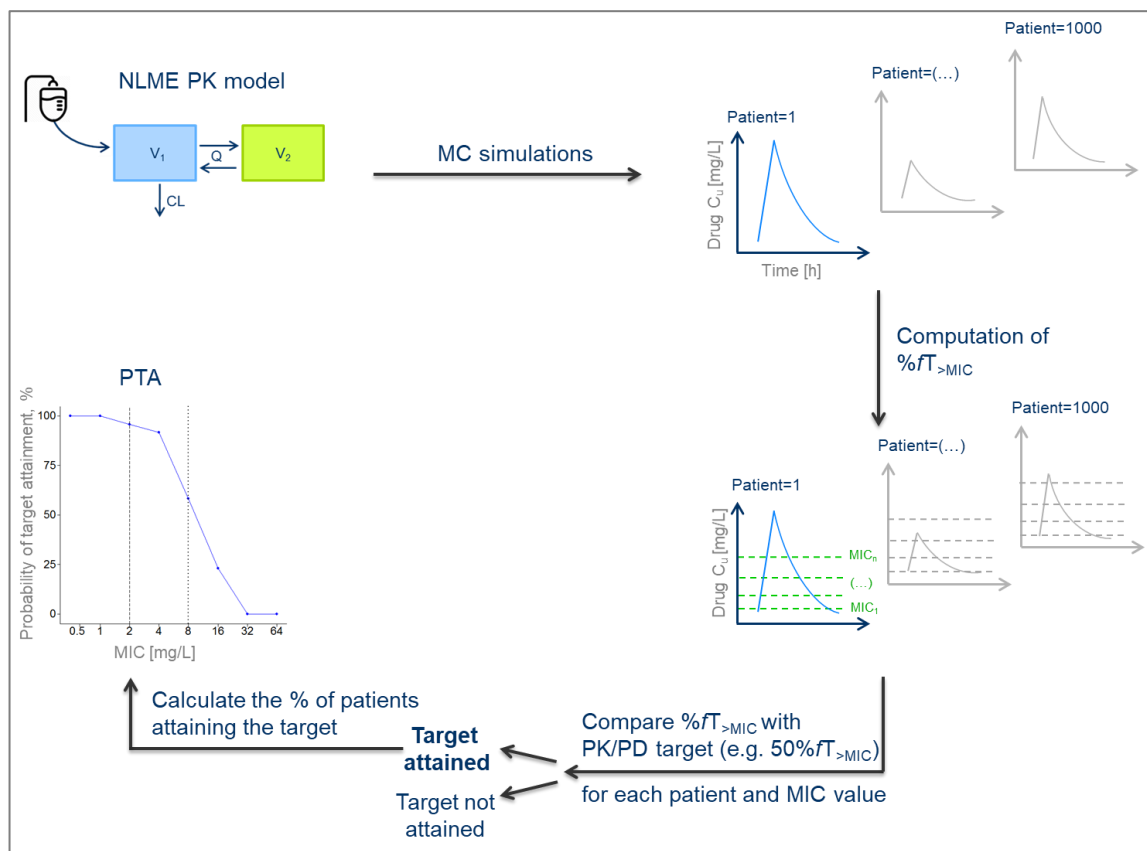 NLME PK model
V₁
Q
V₂
CL
MC simulations
Patient=1
Patient=(…)
Patient=1000
Drug Cᵤ [mg/L]
Time [h]
Computation of
%fT>MIC
Patient=1
Patient=(…)
Patient=1000
Drug Cᵤ [mg/L]
MICₙ
(…)
MIC₁
Compare %fT>MIC with
PK/PD target (e.g. 50%fT>MIC)
for each patient and MIC value
Target
attained
Target not
attained
Calculate the % of patients
attaining the target
PTA
Probability of target attainment, %
100
75
50
25
0
0.5 1 2 4 8 16 32 64
MIC [mg/L]